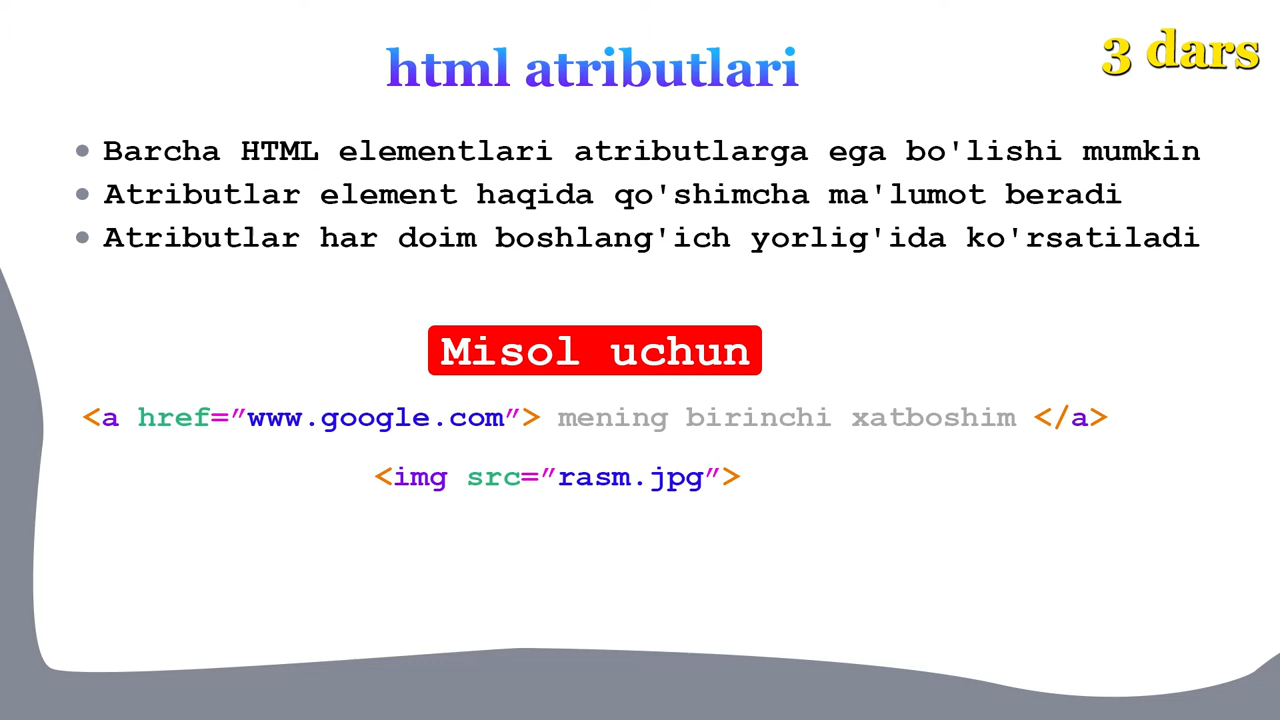 html atributlari
3 dars
Barcha HTML elementlari atributlarga ega bo'lishi mumkin
Atributlar element haqida qo'shimcha ma'lumot beradi
Atributlar har doim boshlang'ich yorlig'ida ko'rsatiladi
Misol uchun
<a href=”www.google.com”> mening birinchi xatboshim </a>
<img src=”rasm.jpg”>